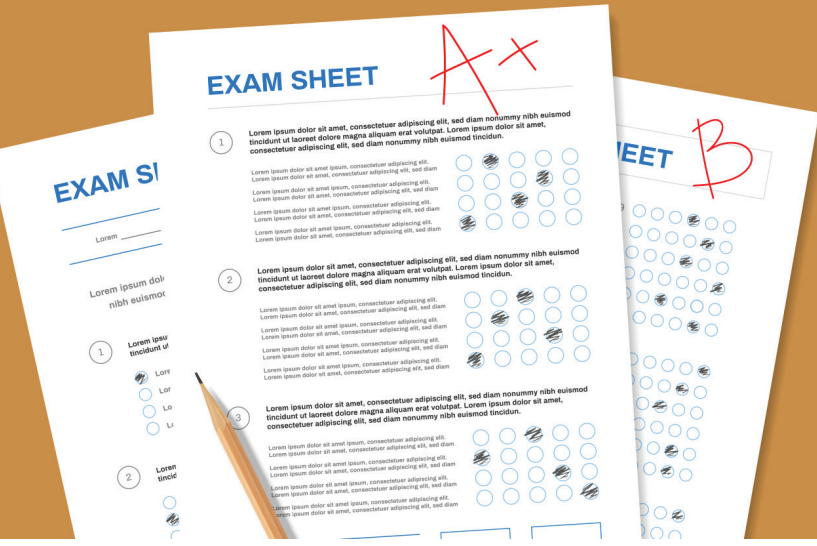 EXAM SHEET
A+
1
Lorem ipsum dolor sit amet, consectetuer adipiscing elit, sed diam nonummy nibh euismod
tincidunt ut laoreet dolore magna aliquam erat volutpat. Lorem ipsum dolor sit amet,
consectetuer adipiscing elit, sed diam nonummy nibh euismod tincidun.
Lorem ipsum dolor sit amet ipsum, consectetuer adipiscing elit.
Lorem ipsum dolor sit amet, consectetuer adipiscing elit, sed diam
Lorem ipsum dolor sit amet ipsum, consectetuer adipiscing elit.
Lorem ipsum dolor sit amet, consectetuer adipiscing elit, sed diam
Lorem ipsum dolor sit amet ipsum, consectetuer adipiscing elit.
Lorem ipsum dolor sit amet, consectetuer adipiscing elit, sed diam
Lorem ipsum dolor sit amet ipsum, consectetuer adipiscing elit.
Lorem ipsum dolor sit amet, consectetuer adipiscing elit, sed diam
2
Lorem ipsum dolor sit amet, consectetuer adipiscing elit, sed diam nonummy nibh euismod
tincidunt ut laoreet dolore magna aliquam erat volutpat. Lorem ipsum dolor sit amet,
consectetuer adipiscing elit, sed diam nonummy nibh euismod tincidun.
Lorem ipsum dolor sit amet ipsum, consectetuer adipiscing elit.
Lorem ipsum dolor sit amet, consectetuer adipiscing elit, sed diam
Lorem ipsum dolor sit amet ipsum, consectetuer adipiscing elit.
Lorem ipsum dolor sit amet, consectetuer adipiscing elit, sed diam
Lorem ipsum dolor sit amet ipsum, consectetuer adipiscing elit.
Lorem ipsum dolor sit amet, consectetuer adipiscing elit, sed diam
Lorem ipsum dolor sit amet ipsum, consectetuer adipiscing elit.
Lorem ipsum dolor sit amet, consectetuer adipiscing elit, sed diam
3
Lorem ipsum dolor sit amet, consectetuer adipiscing elit, sed diam nonummy nibh euismod
tincidunt ut laoreet dolore magna aliquam erat volutpat. Lorem ipsum dolor sit amet,
consectetuer adipiscing elit, sed diam nonummy nibh euismod tincidun.
Lorem ipsum dolor sit amet ipsum, consectetuer adipiscing elit.
Lorem ipsum dolor sit amet, consectetuer adipiscing elit, sed diam
Lorem ipsum dolor sit amet ipsum, consectetuer adipiscing elit.
Lorem ipsum dolor sit amet, consectetuer adipiscing elit, sed diam
Lorem ipsum dolor sit amet ipsum, consectetuer adipiscing elit.
Lorem ipsum dolor sit amet, consectetuer adipiscing elit, sed diam
Lorem ipsum dolor sit amet ipsum, consectetuer adipiscing elit.
ipsum dolor sit amet, consectetuer adipiscing elit, sed diam
EXAM S
Lorem
Lorem ipsum dol
nibh euismo
1
Lorem ipsu
tincidunt u
Lore
Lor
Lo
L
2
Lorem
tincid
EET
B